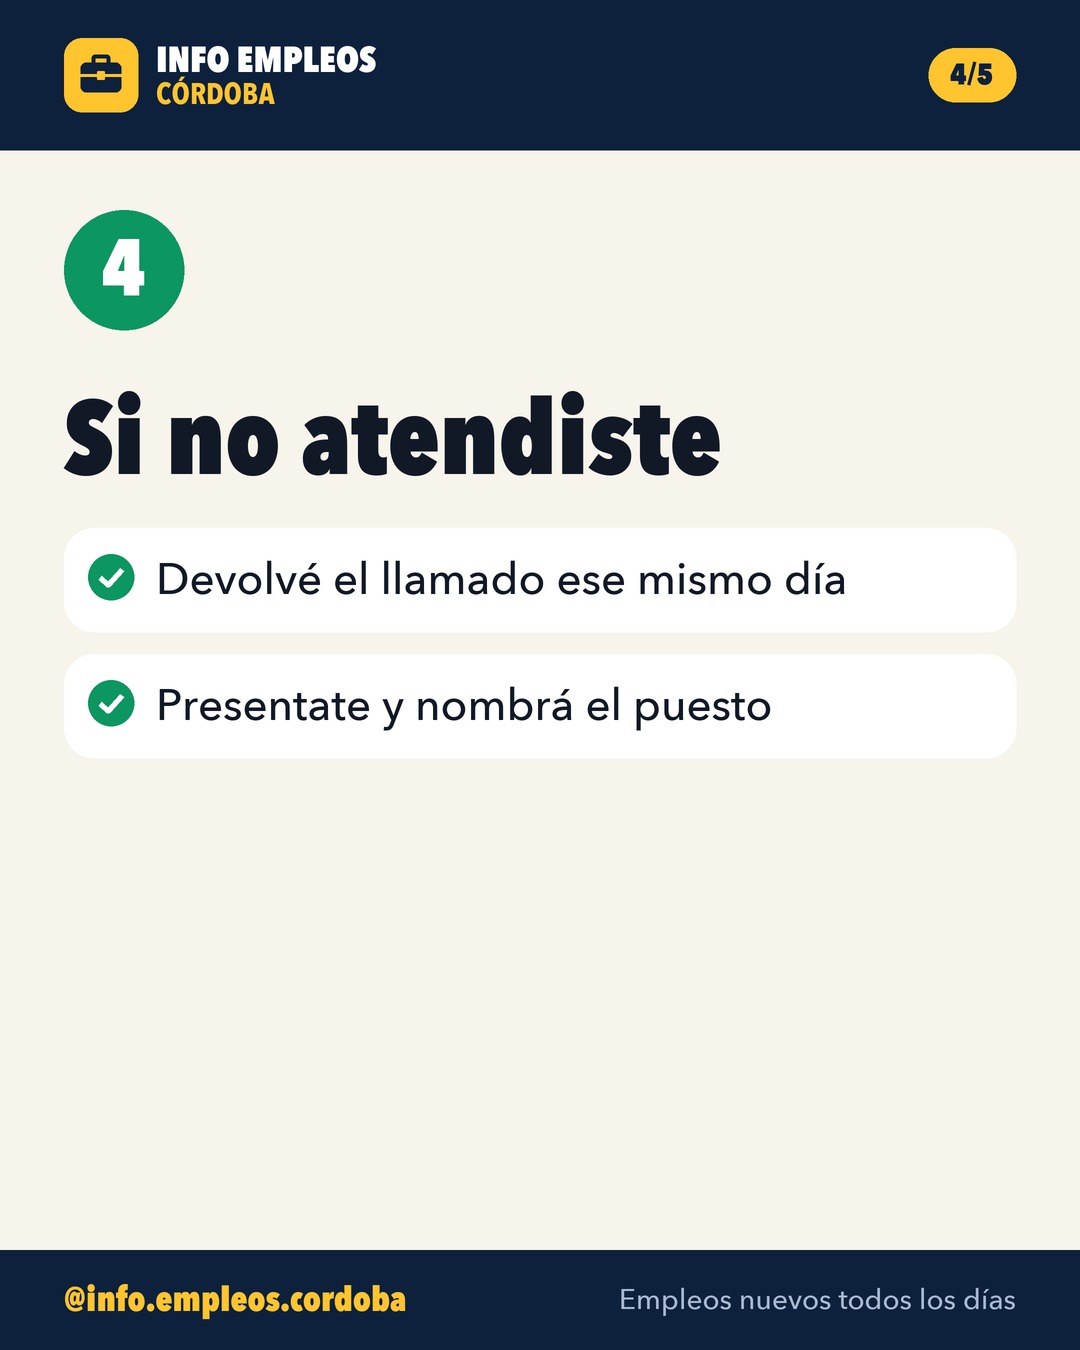 INFO EMPLEOS
CÓRDOBA
4/5
4
Si no atendiste
Devolvé el llamado ese mismo día
Presentate y nombrá el puesto
@info.empleos.cordoba
Empleos nuevos todos los días